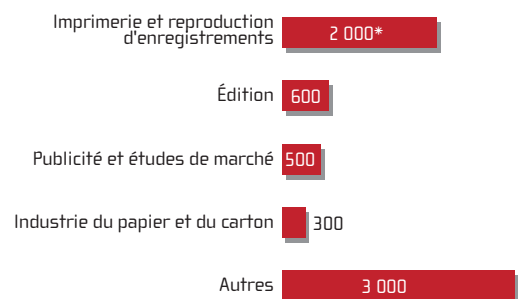 Imprimerie et reproduction
d'enregistrements
2 000*
Édition
600
Publicité et études de marché
500
Industrie du papier et du carton
300
Autres
3 000